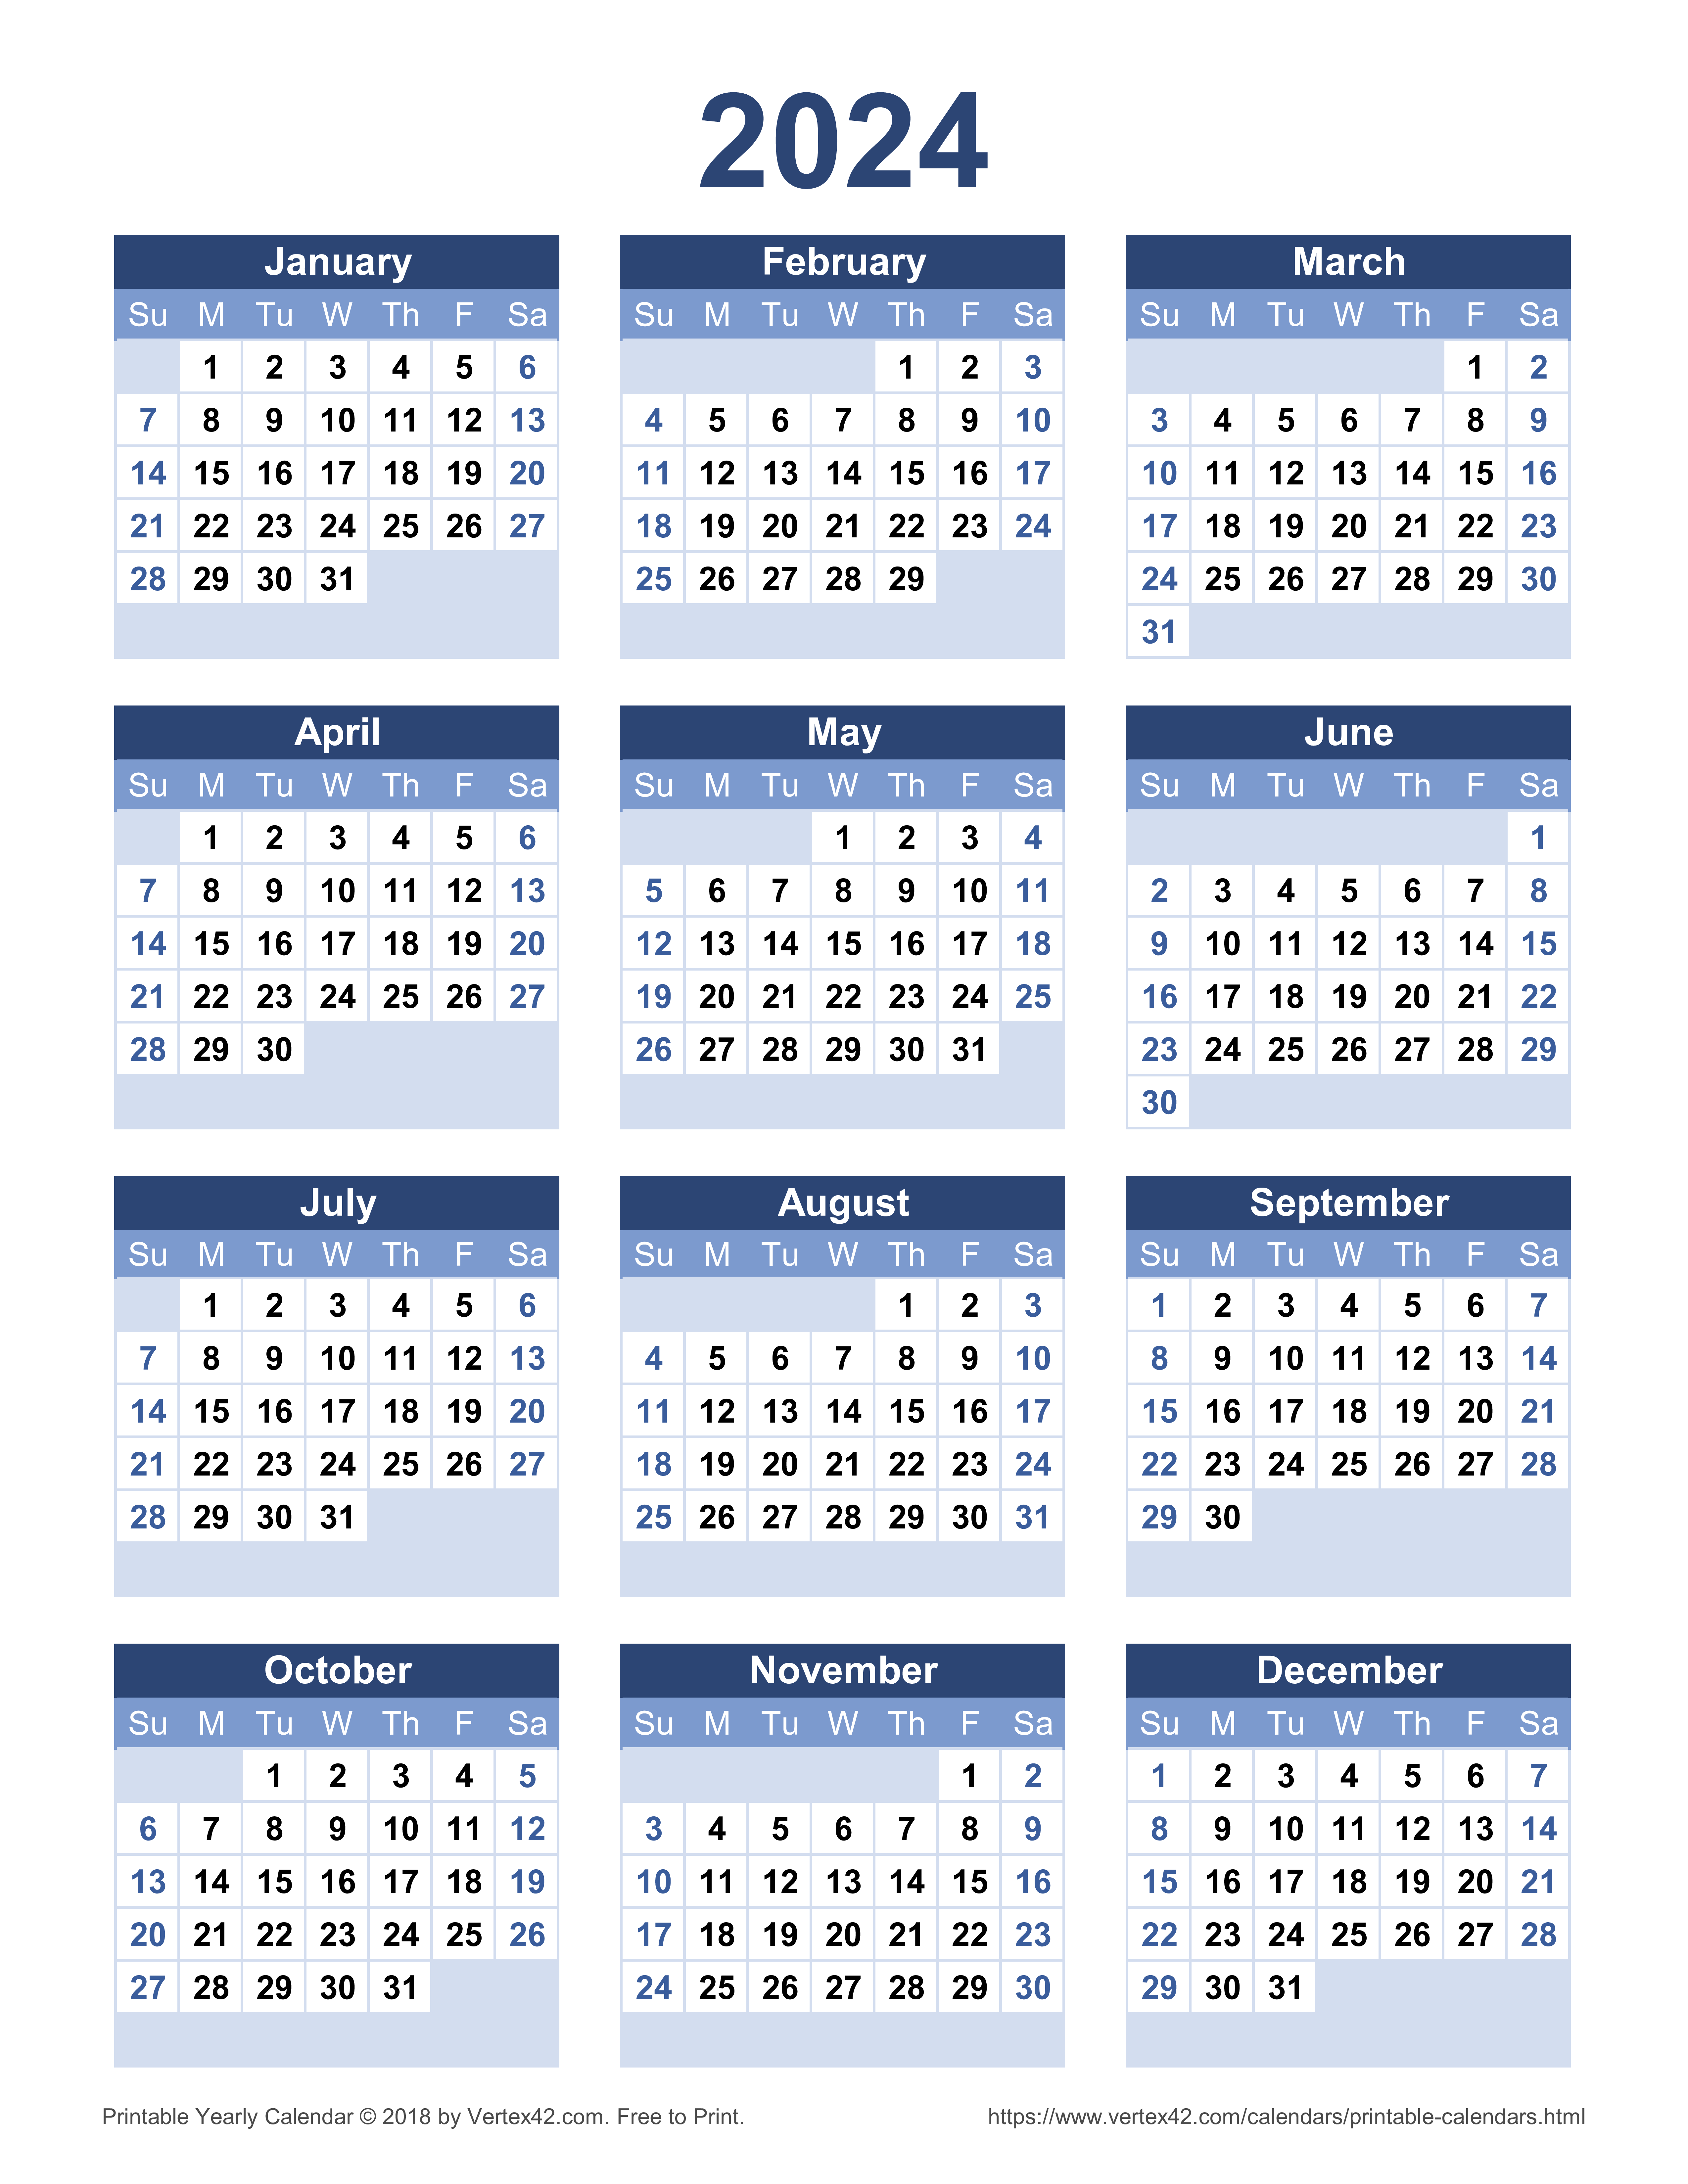 2024
January February March
Su M Tu W Th F Sa Su M Tu W Th F Sa Su M Tu W Th F Sa
1 2 3 4 5 6 1 2 3 1 2
7 8 9 10 11 12 13 4 5 6 7 8 9 10 3 4 5 6 7 8 9
14 15 16 17 18 19 20 11 12 13 14 15 16 17 10 11 12 13 14 15 16
21 22 23 24 25 26 27 18 19 20 21 22 23 24 17 18 19 20 21 22 23
28 29 30 31 25 26 27 28 29 24 25 26 27 28 29 30
31
April May June
Su M Tu W Th F Sa Su M Tu W Th F Sa Su M Tu W Th F Sa
1 2 3 4 5 6 1 2 3 4 1
7 8 9 10 11 12 13 5 6 7 8 9 10 11 2 3 4 5 6 7 8
14 15 16 17 18 19 20 12 13 14 15 16 17 18 9 10 11 12 13 14 15
21 22 23 24 25 26 27 19 20 21 22 23 24 25 16 17 18 19 20 21 22
28 29 30 26 27 28 29 30 31 23 24 25 26 27 28 29
30
July August September
Su M Tu W Th F Sa Su M Tu W Th F Sa Su M Tu W Th F Sa
1 2 3 4 5 6 1 2 3 1 2 3 4 5 6 7
7 8 9 10 11 12 13 4 5 6 7 8 9 10 8 9 10 11 12 13 14
14 15 16 17 18 19 20 11 12 13 14 15 16 17 15 16 17 18 19 20 21
21 22 23 24 25 26 27 18 19 20 21 22 23 24 22 23 24 25 26 27 28
28 29 30 31 25 26 27 28 29 30 31 29 30
October November December
Su M Tu W Th F Sa Su M Tu W Th F Sa Su M Tu W Th F Sa
1 2 3 4 5 1 2 1 2 3 4 5 6 7
6 7 8 9 10 11 12 3 4 5 6 7 8 9 8 9 10 11 12 13 14
13 14 15 16 17 18 19 10 11 12 13 14 15 16 15 16 17 18 19 20 21
20 21 22 23 24 25 26 17 18 19 20 21 22 23 22 23 24 25 26 27 28
27 28 29 30 31 24 25 26 27 28 29 30 29 30 31
Printable Yearly Calendar © 2018 by Vertex42.com. Free to Print. https://www.vertex42.com/calendars/printable-calendars.html